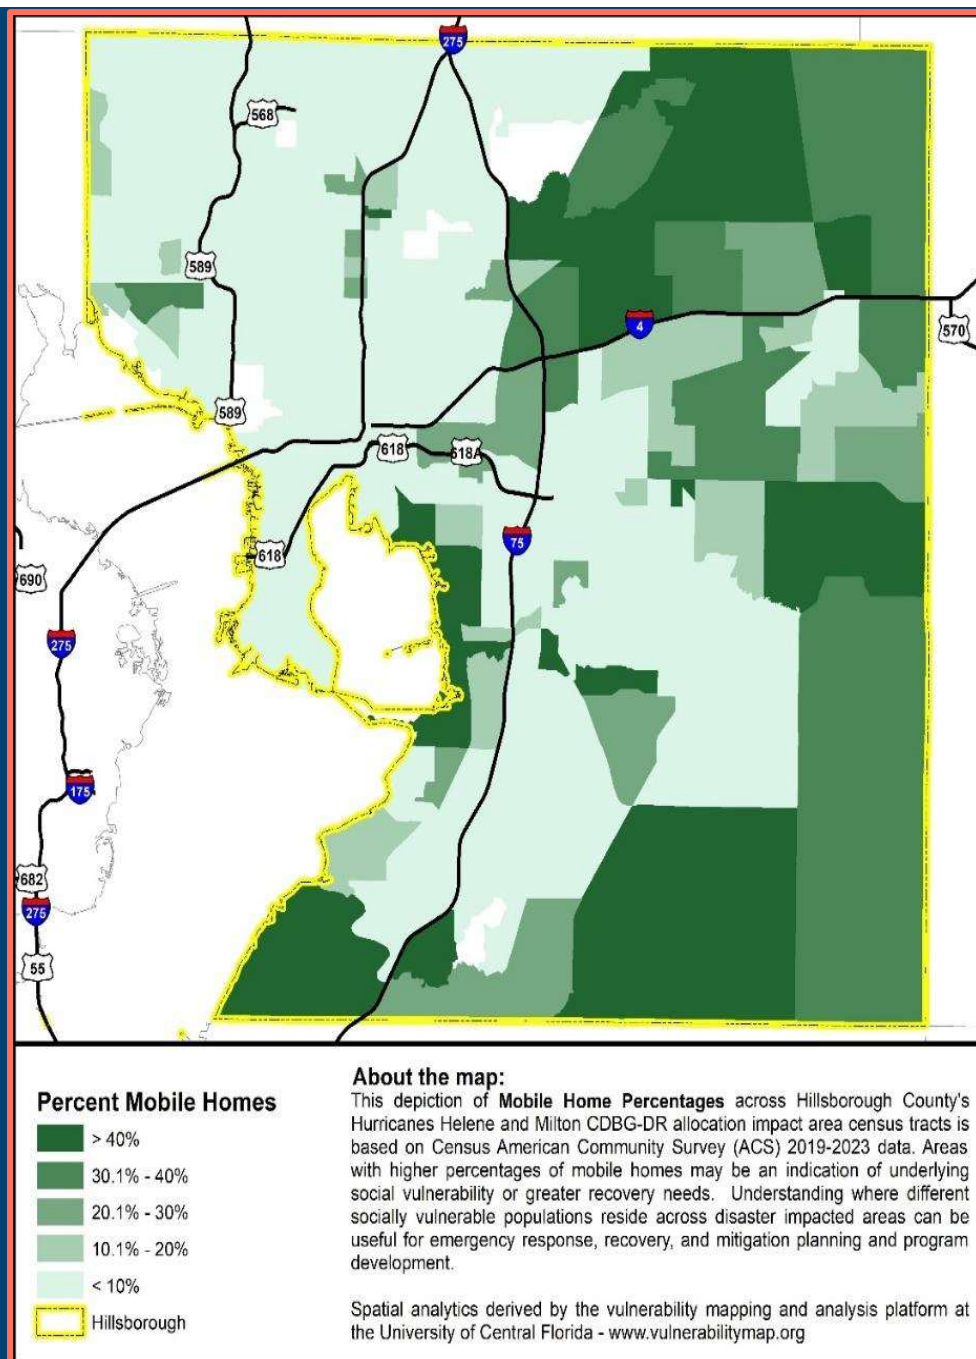 275
568
589
4
570
589
618
618A
75
618
690
275
175
682
275
55
Percent Mobile Homes
> 40%
30.1% - 40%
20.1% - 30%
10.1% - 20%
< 10%
Hillsborough
About the map:
This depiction of Mobile Home Percentages across Hillsborough County's
Hurricanes Helene and Milton CDBG-DR allocation impact area census tracts is
based on Census American Community Survey (ACS) 2019-2023 data. Areas
with higher percentages of mobile homes may be an indication of underlying
social vulnerability or greater recovery needs. Understanding where different
socially vulnerable populations reside across disaster impacted areas can be
useful for emergency response, recovery, and mitigation planning and program
development.
Spatial analytics derived by the vulnerability mapping and analysis platform at
the University of Central Florida - www.vulnerabilitymap.org